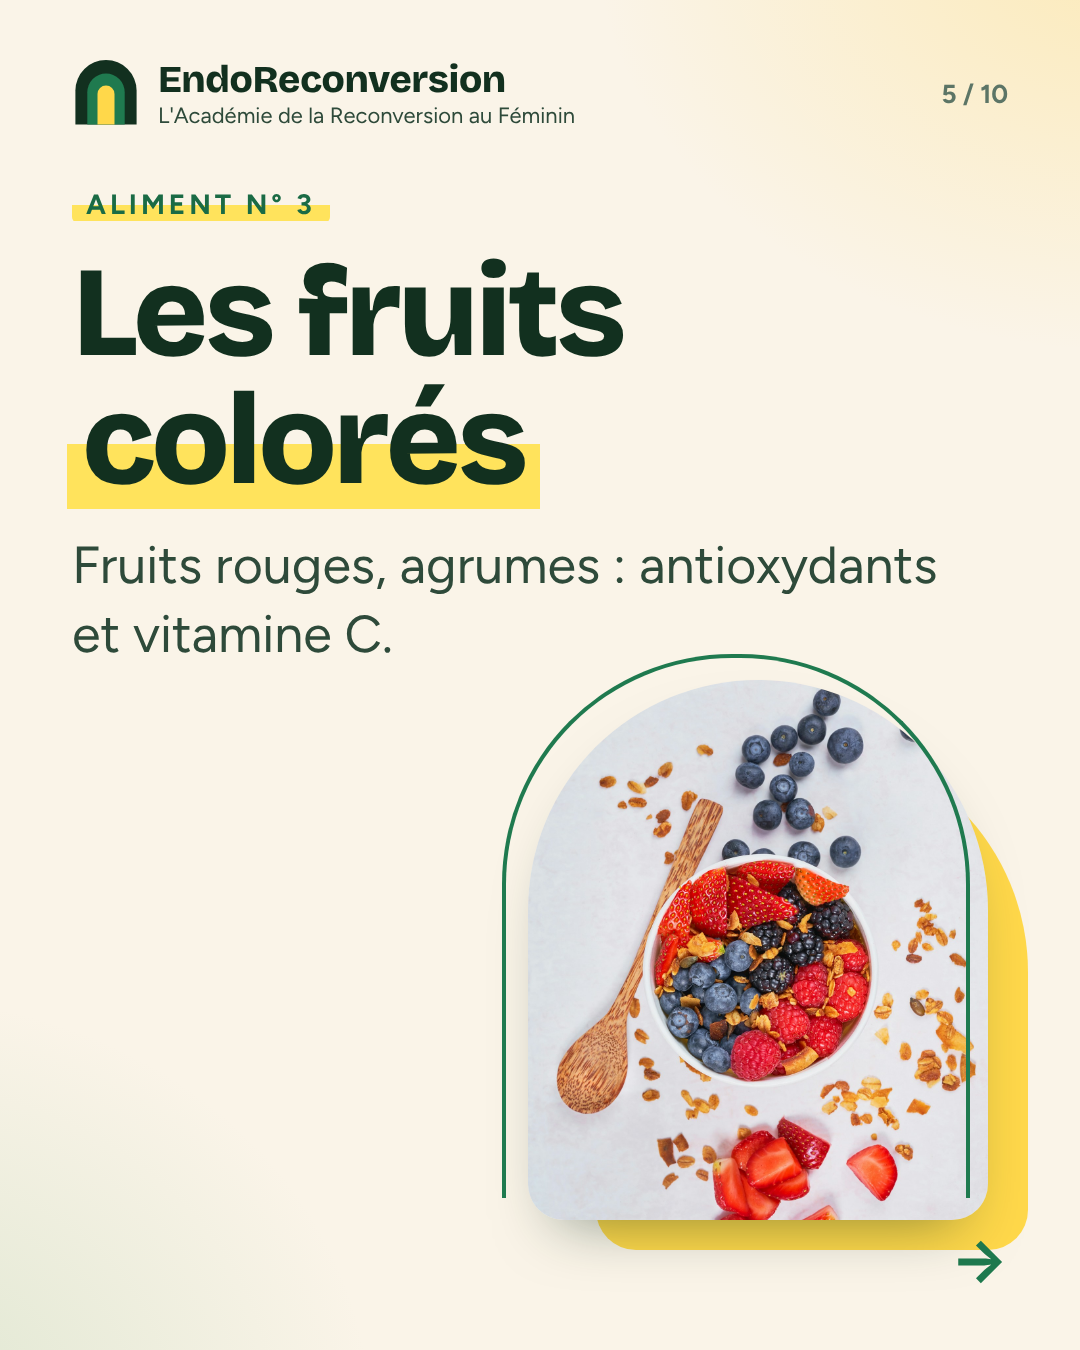 EndoReconversion
L'Académie de la Reconversion au Féminin
5 / 10
ALIMENT N° 3
Les fruits
colorés
Fruits rouges, agrumes : antioxydants
et vitamine C.